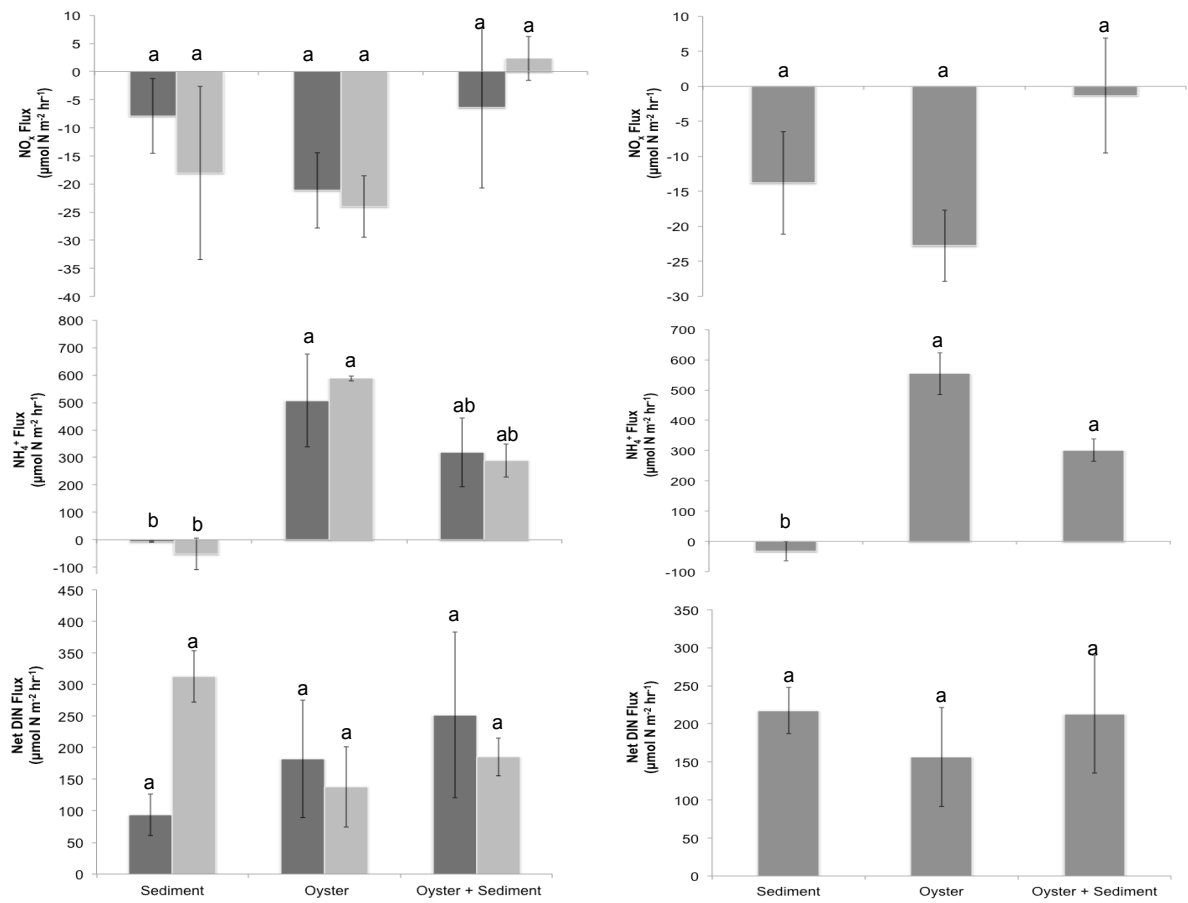 10
5
0
-5
-10
-15
-20
-25
-30
-35
-40
NOx Flux
(µmol N m-2 hr-1)
a a a a a a
10
5
0
-5
-10
-15
-20
-25
-30
NOx Flux
(µmol N m-2 hr-1)
a a a
800
700
600
500
400
300
200
100
0
-100
NH4+ Flux
(µmol N m-2 hr-1)
b b a a ab ab
700
600
500
400
300
200
100
0
-100
NH4+ Flux
(µmol N m-2 hr-1)
b a a
450
400
350
300
250
200
150
100
50
0
Net DIN Flux
(µmol N m-2 hr-1)
a a a a a a
Sediment Oyster Oyster + Sediment
350
300
250
200
150
100
50
0
Net DIN Flux
(µmol N m-2 hr-1)
a a a
Sediment Oyster Oyster + Sediment